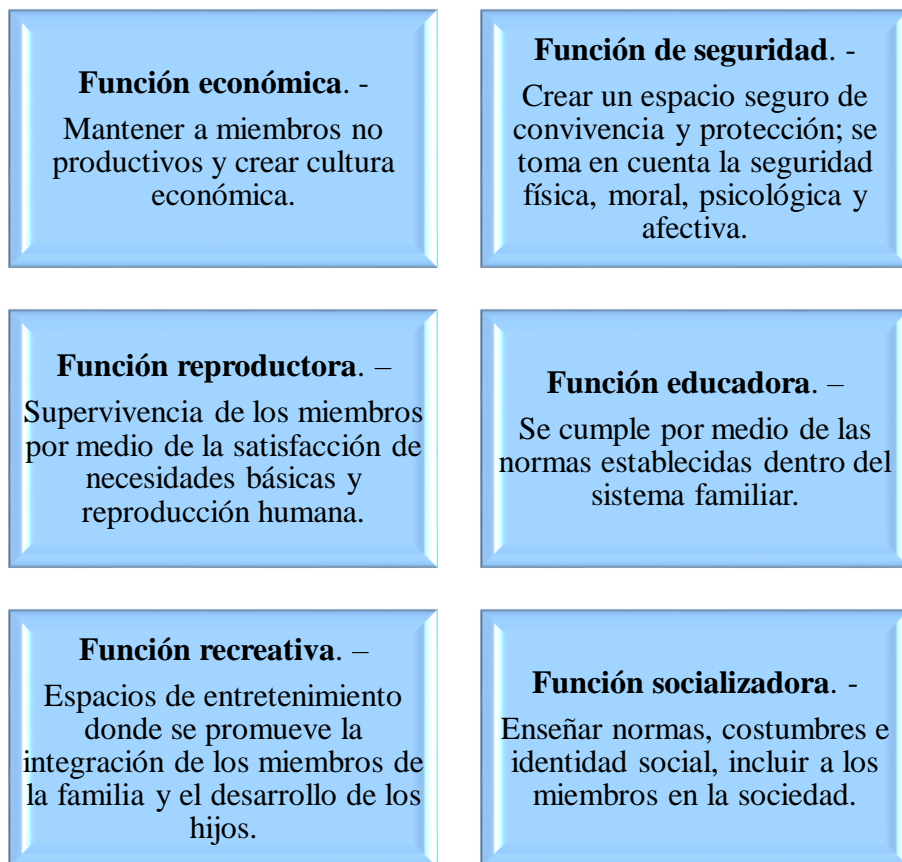 Función económica. -
Mantener a miembros no
productivos y crear cultura
económica.
Función de seguridad. -
Crear un espacio seguro de
convivencia y protección; se
toma en cuenta la seguridad
física, moral, psicológica y
afectiva.
Función reproductora. –
Supervivencia de los miembros
por medio de la satisfacción de
necesidades básicas y
reproducción humana.
Función educadora. –
Se cumple por medio de las
normas establecidas dentro del
sistema familiar.
Función recreativa. –
Espacios de entretenimiento
donde se promueve la
integración de los miembros de
la familia y el desarrollo de los
hijos.
Función socializadora. -
Enseñar normas, costumbres e
identidad social, incluir a los
miembros en la sociedad.